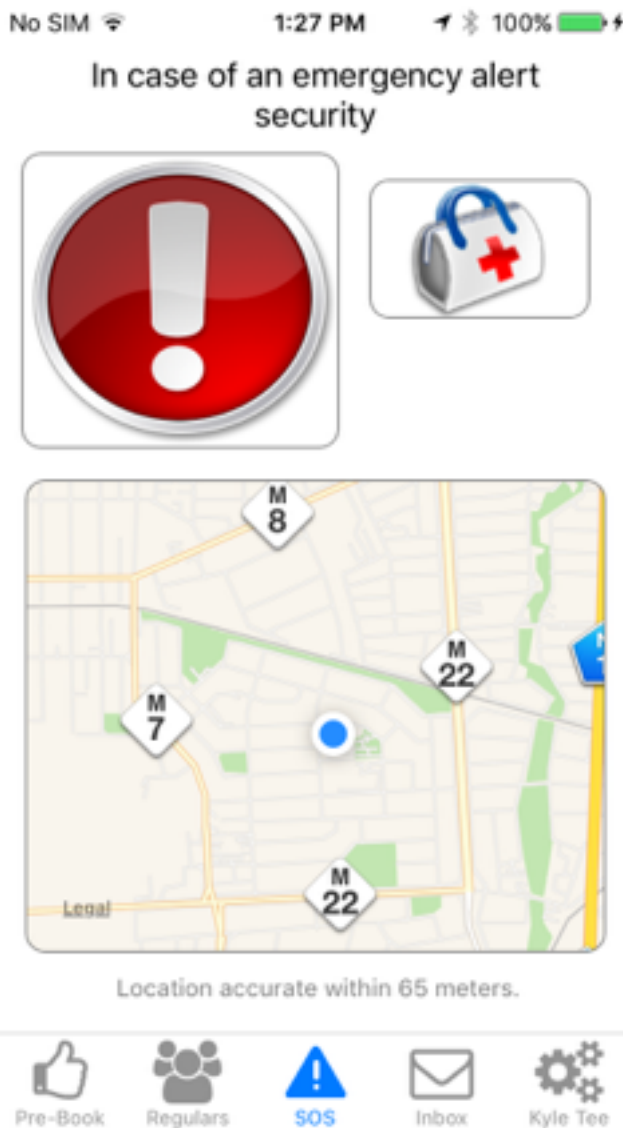 No SIM 1:27 PM 100%
In case of an emergency alert
security
M
8
M
22
M
7
M
22
Legal
Location accurate within 65 meters.
Pre-Book Regulars SOS Inbox Kyle Tee